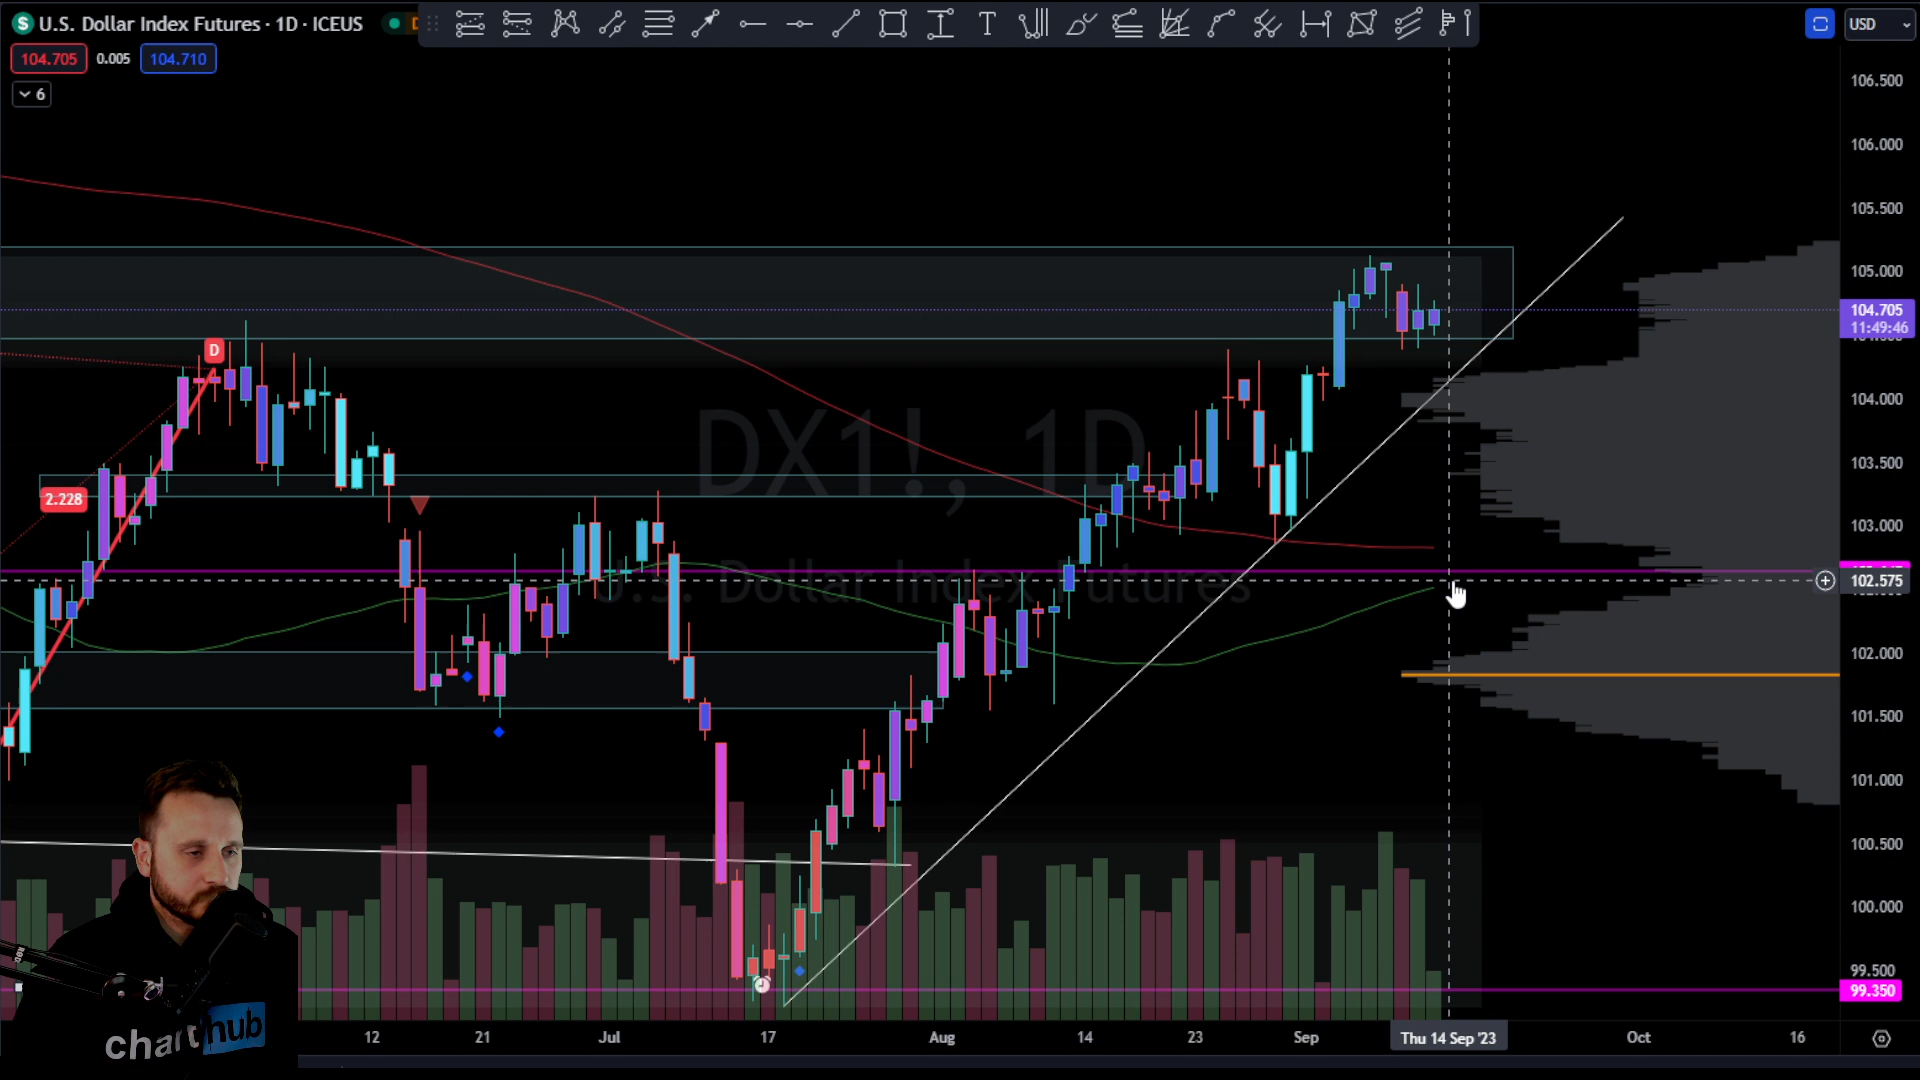 $ U.S. Dollar Index Futures · 1D · ICEUS
USD
104.705 0.005 104.710
6
106.500
106.000
105.500
105.000
104.705
11:49:46
104.000
103.500
103.000
102.575
102.000
101.500
101.000
100.500
100.000
99.500
99.350
D
2.228
DX1!, 1D
U.S. Dollar Index Futures
charthub
12 21 Jul 17 Aug 14 23 Sep Thu 14 Sep '23 Oct 16